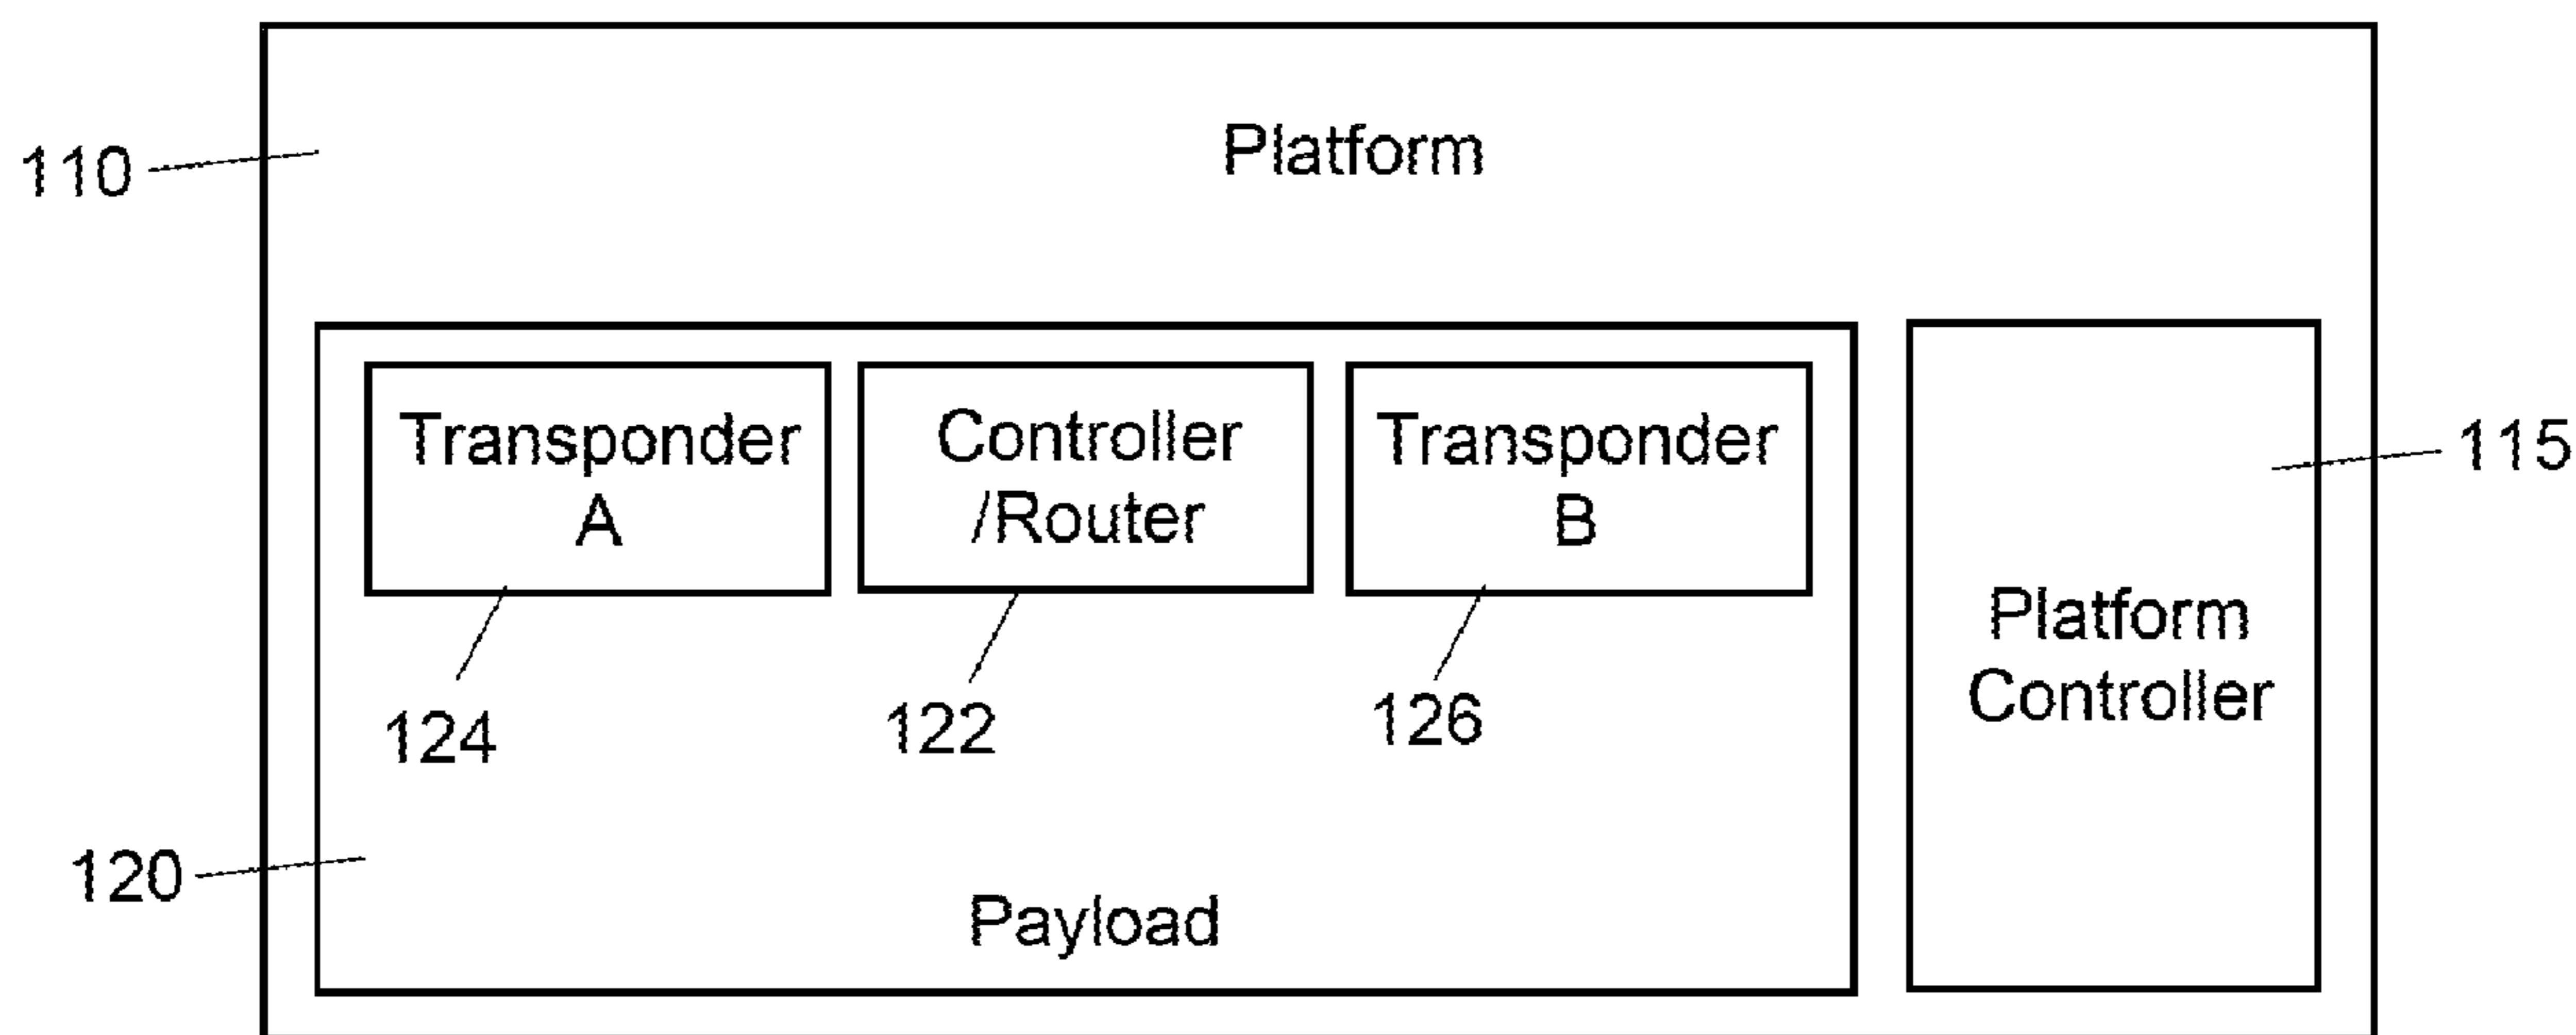 Platform
110
Transponder
A
Controller
/Router
Transponder
B
115
Platform
Controller
124
122
126
120
Payload